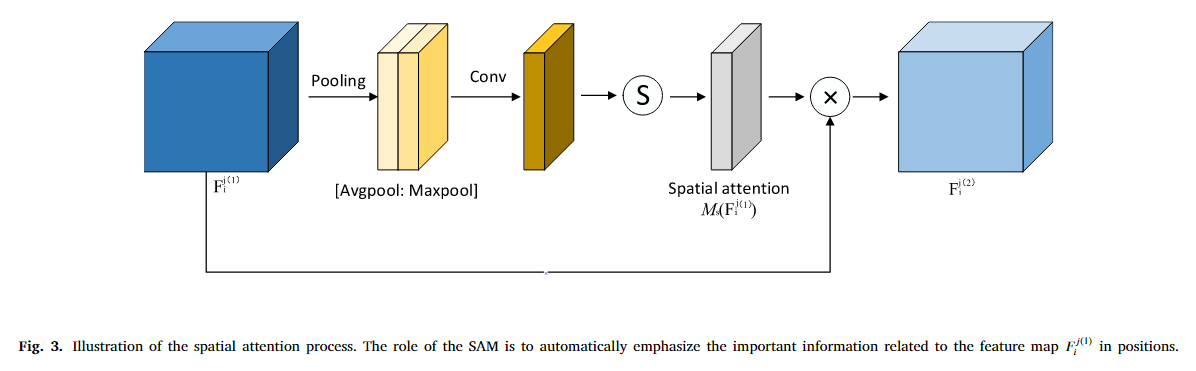 Pooling
Conv
S
×
F_i^{j(1)}
[Avgpool: Maxpool]
Spatial attention
M_s(F_i^{j(1)})
F_i^{j(2)}
Fig. 3. Illustration of the spatial attention process. The role of the SAM is to automatically emphasize the important information related to the feature map F_i^{j(1)} in positions.